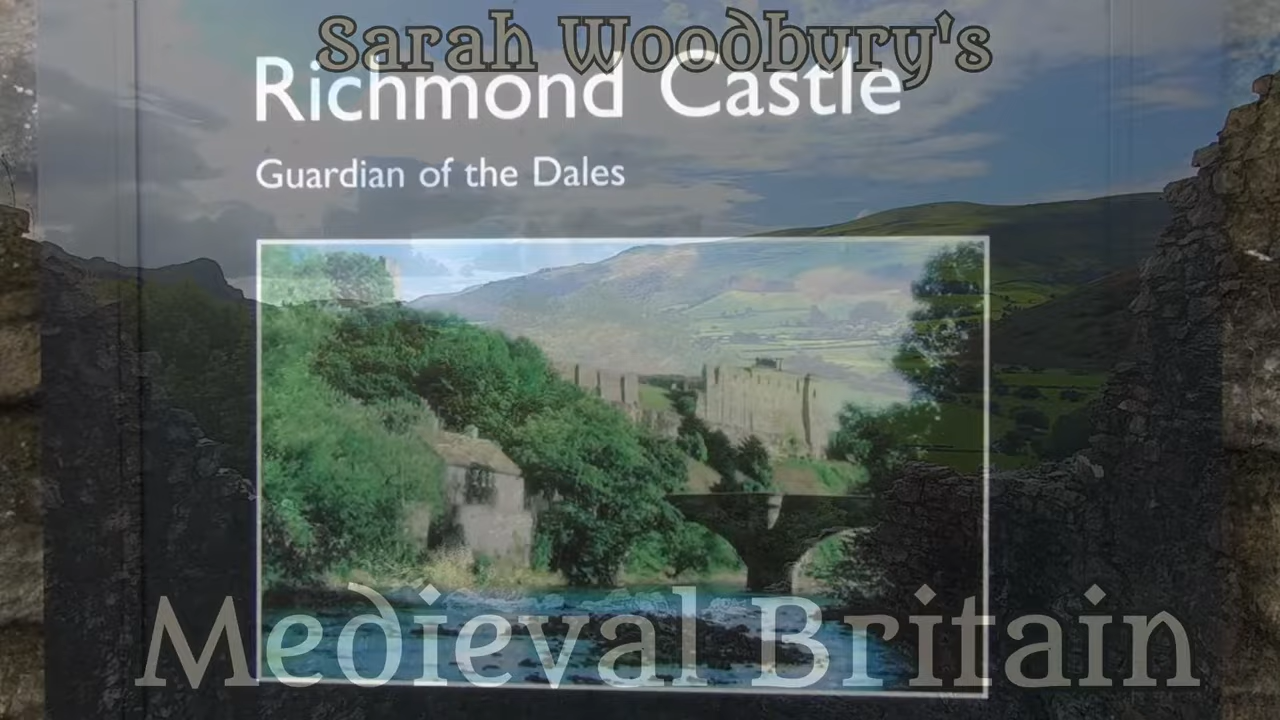 Sarah Woodbury's
Richmond Castle
Guardian of the Dales
Medieval Britain